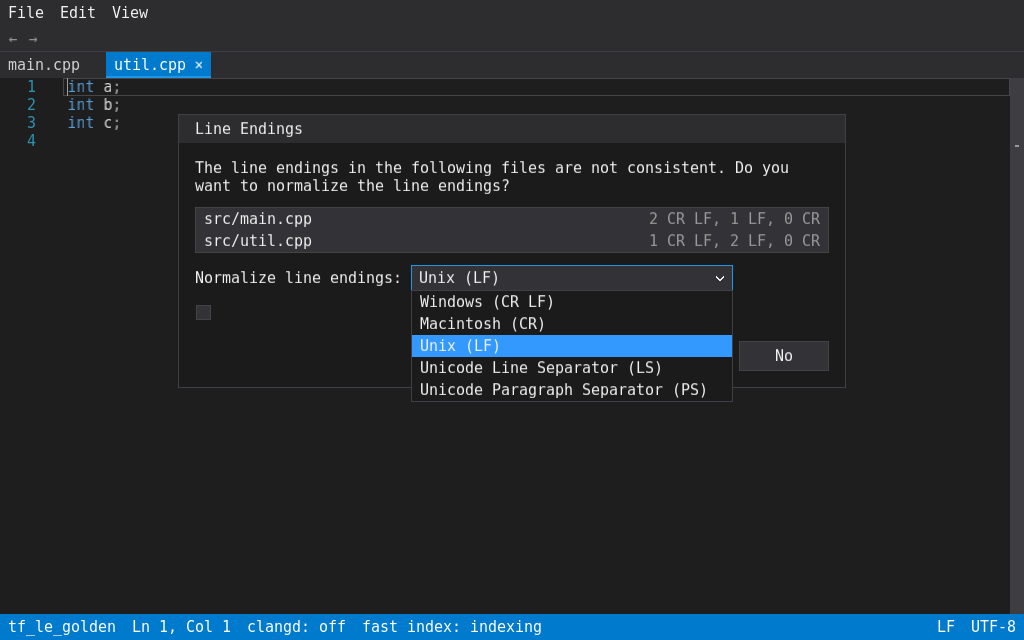 File Edit View
← →
main.cpp util.cpp ×
1 int a;
2 int b;
3 int c;
4
Line Endings
The line endings in the following files are not consistent. Do you
want to normalize the line endings?
src/main.cpp 2 CR LF, 1 LF, 0 CR
src/util.cpp 1 CR LF, 2 LF, 0 CR
Normalize line endings: Unix (LF)
Windows (CR LF)
Macintosh (CR)
Unix (LF)
Unicode Line Separator (LS)
Unicode Paragraph Separator (PS)
No
tf_le_golden Ln 1, Col 1 clangd: off fast index: indexing LF UTF-8